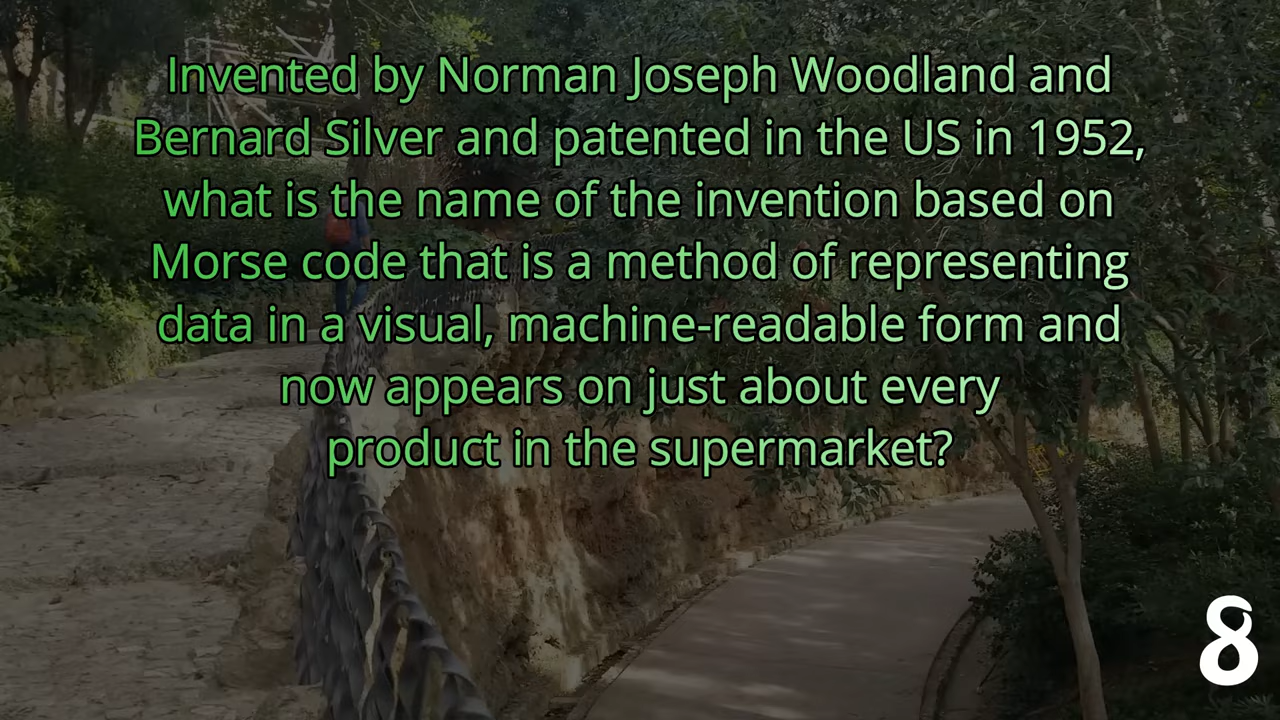 Invented by Norman Joseph Woodland and
Bernard Silver and patented in the US in 1952,
what is the name of the invention based on
Morse code that is a method of representing
data in a visual, machine-readable form and
now appears on just about every
product in the supermarket?
8